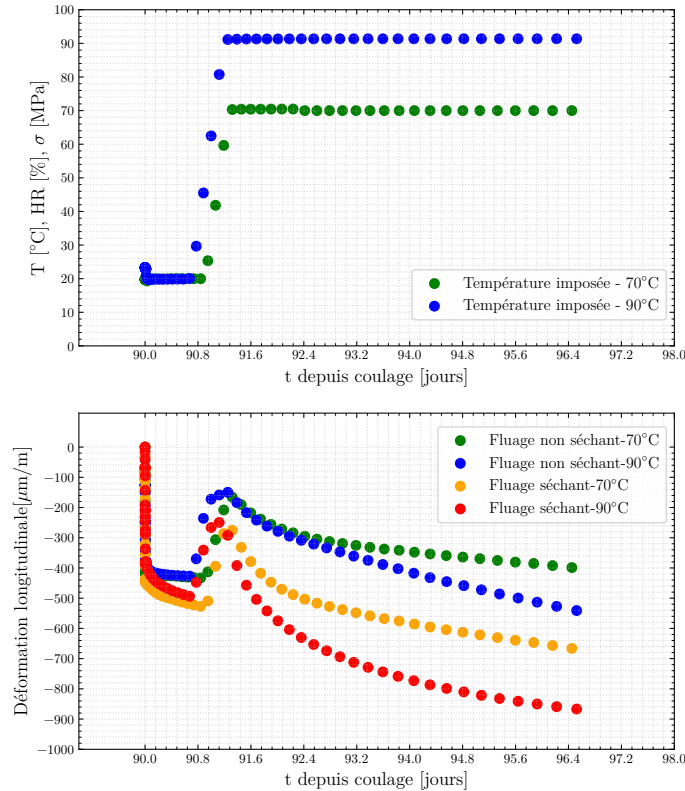 100
90
80
70
60
50
40
30
20
10
0
T [°C], HR [%], σ [MPa]
Température imposée - 70°C
Température imposée - 90°C
90.0 90.8 91.6 92.4 93.2 94.0 94.8 95.6 96.4 97.2 98.0
t depuis coulage [jours]
0
−100
−200
−300
−400
−500
−600
−700
−800
−900
−1000
Déformation longitudinale[μm/m]
Fluage non séchant-70°C
Fluage non séchant-90°C
Fluage séchant-70°C
Fluage séchant-90°C
90.0 90.8 91.6 92.4 93.2 94.0 94.8 95.6 96.4 97.2 98.0
t depuis coulage [jours]